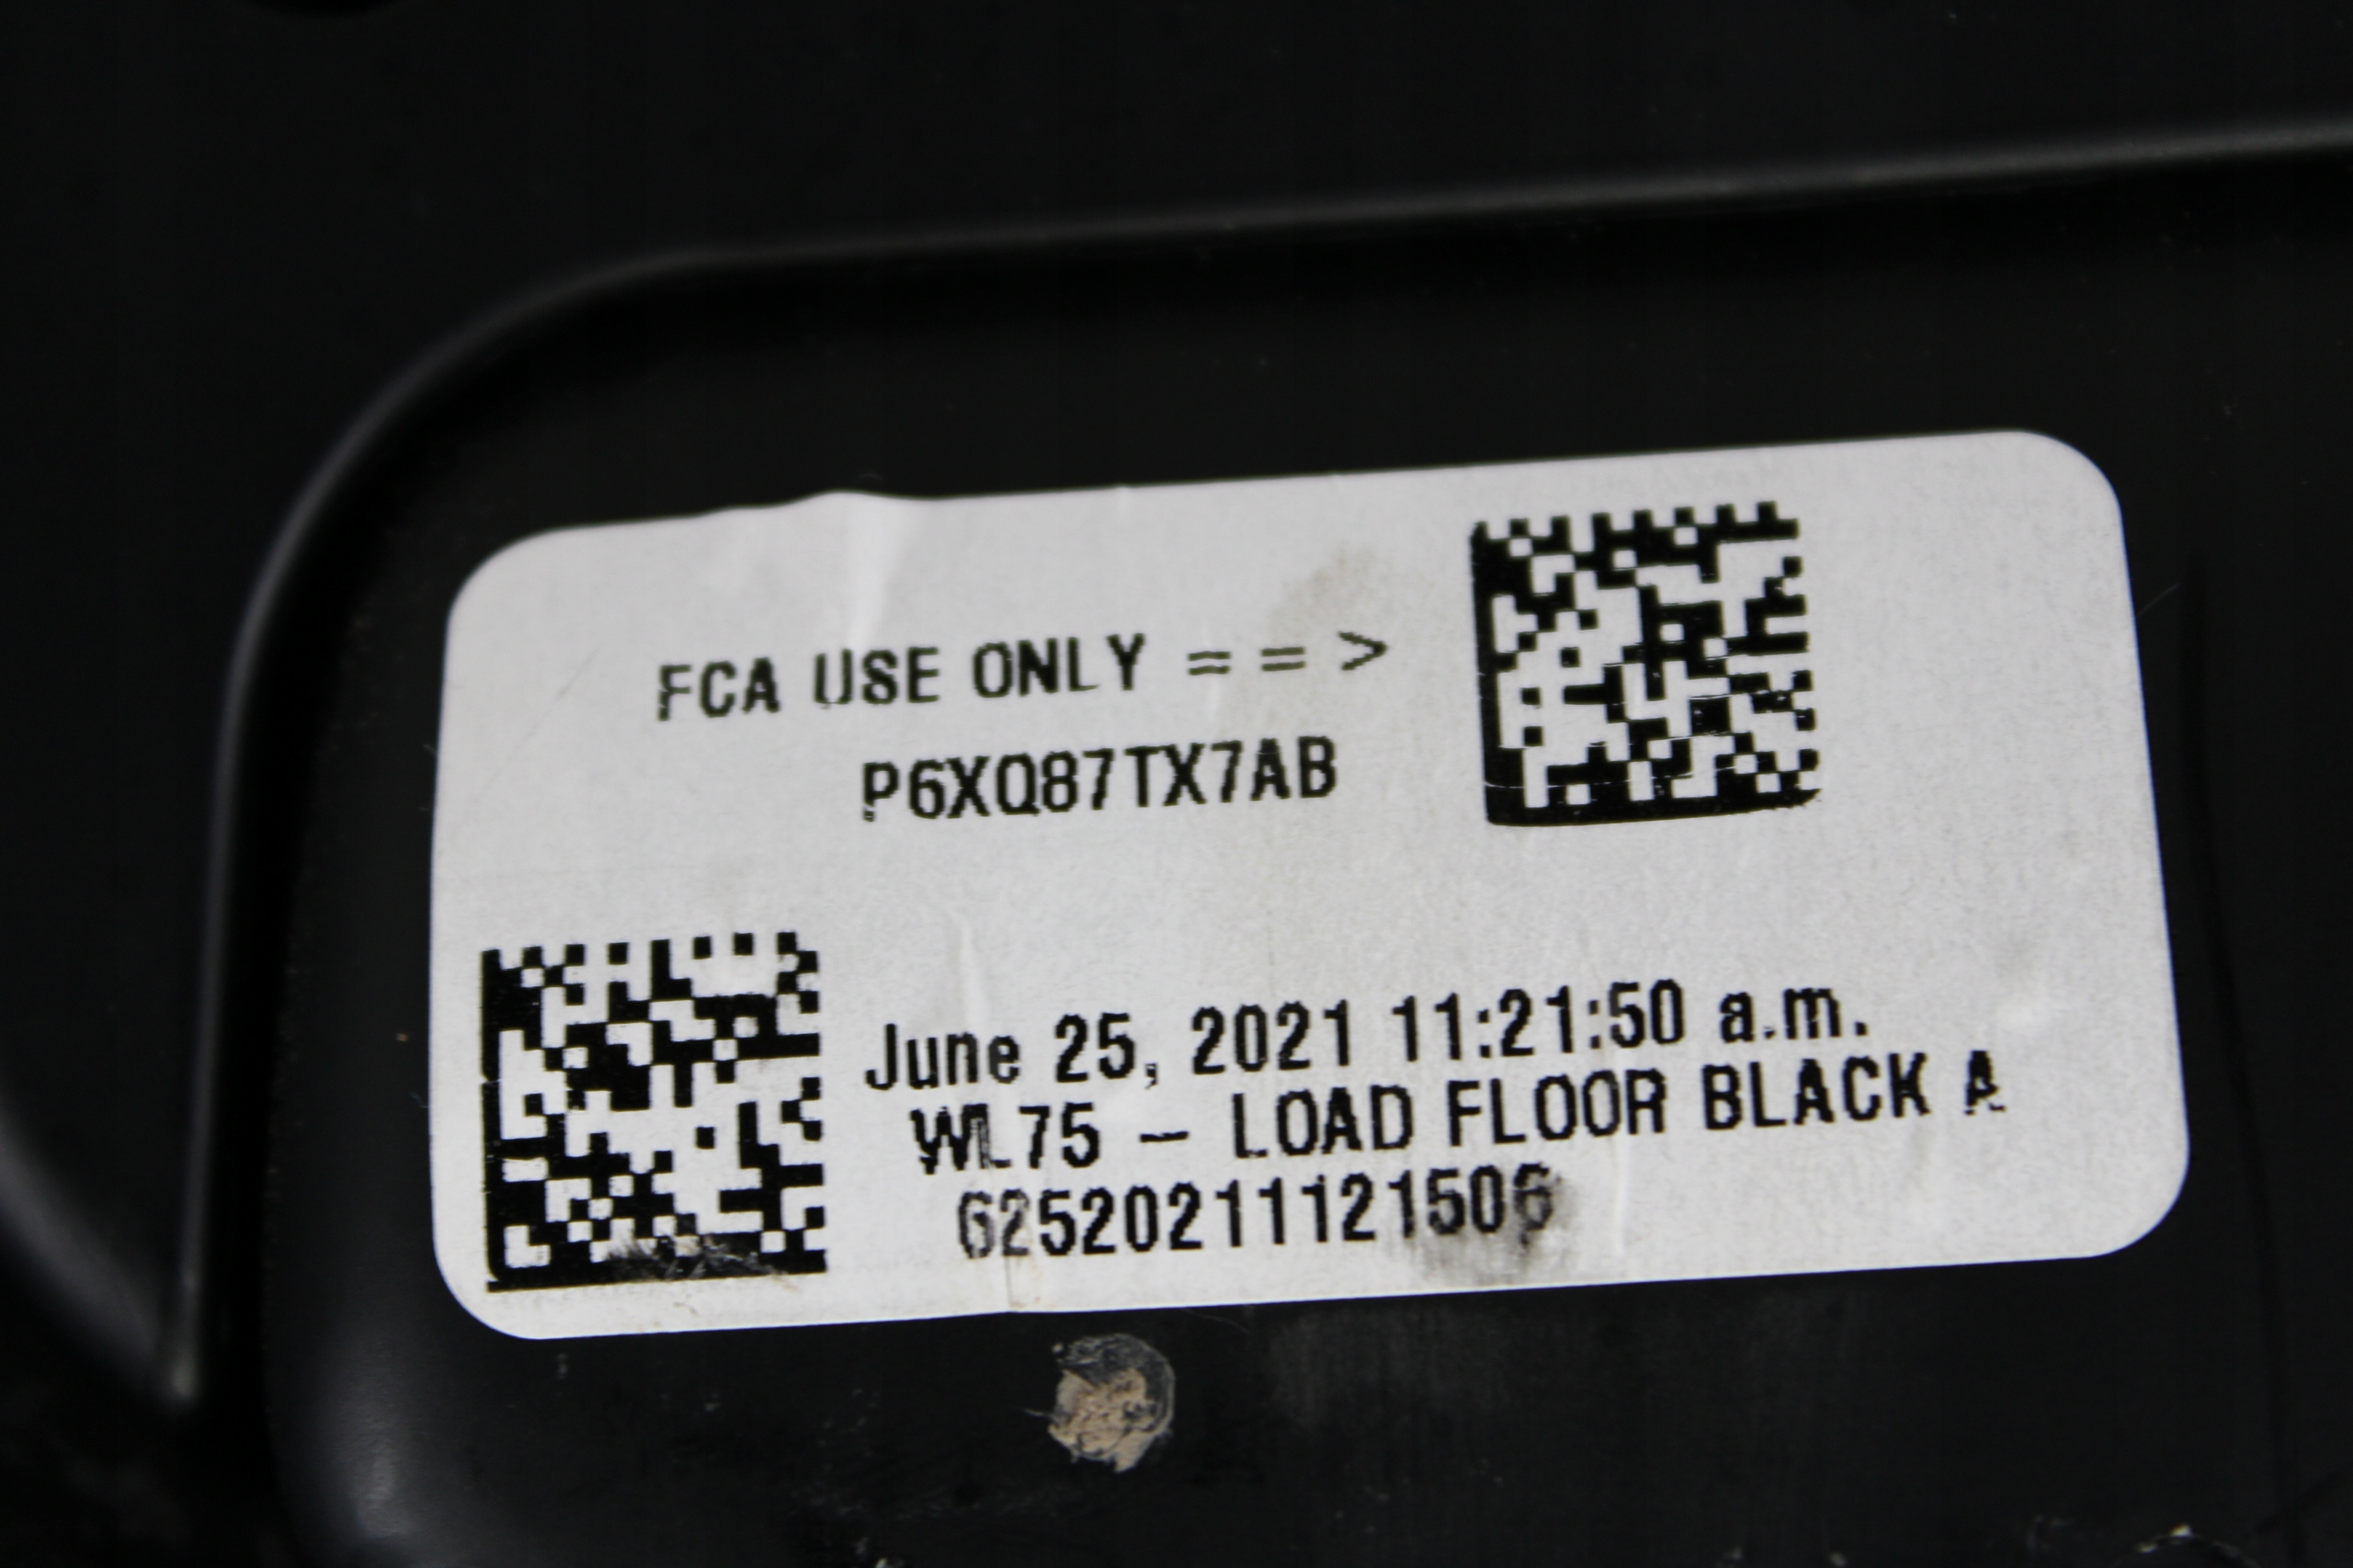 FCA USE ONLY = = >
P6XQ87TX7AB
June 25, 2021 11:21:50 a.m.
WL75 - LOAD FLOOR BLACK A
62520211121506